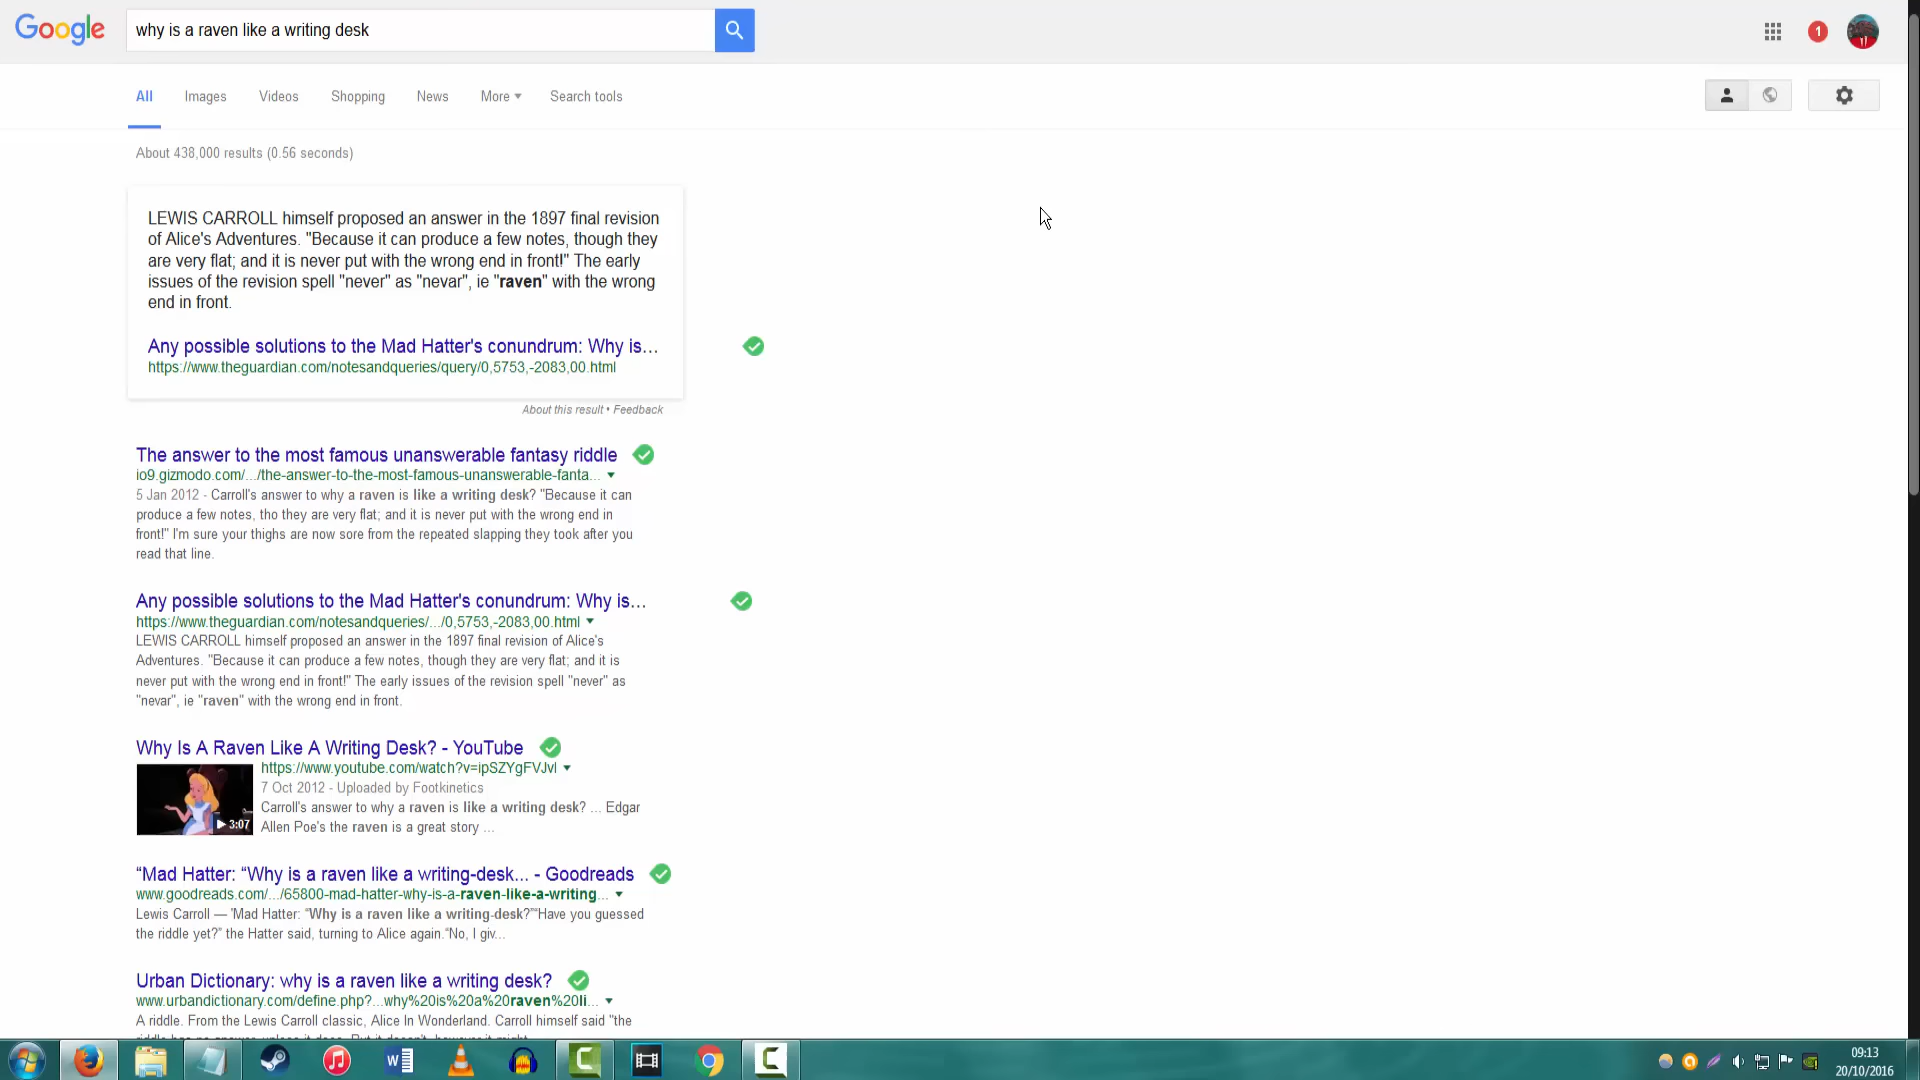 Google
why is a raven like a writing desk
1
All Images Videos Shopping News More Search tools
About 438,000 results (0.56 seconds)
LEWIS CARROLL himself proposed an answer in the 1897 final revision
of Alice's Adventures. "Because it can produce a few notes, though they
are very flat; and it is never put with the wrong end in front!" The early
issues of the revision spell "never" as "nevar", ie "raven" with the wrong
end in front.
Any possible solutions to the Mad Hatter's conundrum: Why is...
https://www.theguardian.com/notesandqueries/query/0,5753,-2083,00.html
About this result • Feedback
The answer to the most famous unanswerable fantasy riddle
io9.gizmodo.com/.../the-answer-to-the-most-famous-unanswerable-fanta...
5 Jan 2012 - Carroll's answer to why a raven is like a writing desk? "Because it can
produce a few notes, tho they are very flat; and it is never put with the wrong end in
front!" I'm sure your thighs are now sore from the repeated slapping they took after you
read that line.
Any possible solutions to the Mad Hatter's conundrum: Why is...
https://www.theguardian.com/notesandqueries/.../0,5753,-2083,00.html
LEWIS CARROLL himself proposed an answer in the 1897 final revision of Alice's
Adventures. "Because it can produce a few notes, though they are very flat; and it is
never put with the wrong end in front!" The early issues of the revision spell "never" as
"nevar", ie "raven" with the wrong end in front.
Why Is A Raven Like A Writing Desk? - YouTube
https://www.youtube.com/watch?v=ipSZYgFVJvI
7 Oct 2012 - Uploaded by Footkinetics
Carroll's answer to why a raven is like a writing desk? ... Edgar
Allen Poe's the raven is a great story ...
3:07
“Mad Hatter: “Why is a raven like a writing-desk... - Goodreads
www.goodreads.com/.../65800-mad-hatter-why-is-a-raven-like-a-writing...
Lewis Carroll — 'Mad Hatter: “Why is a raven like a writing-desk?”“Have you guessed
the riddle yet?” the Hatter said, turning to Alice again.“No, I giv...
Urban Dictionary: why is a raven like a writing desk?
www.urbandictionary.com/define.php?...why%20is%20a%20raven%20li...
A riddle. From the Lewis Carroll classic, Alice In Wonderland. Carroll himself said "the
09:13
20/10/2016